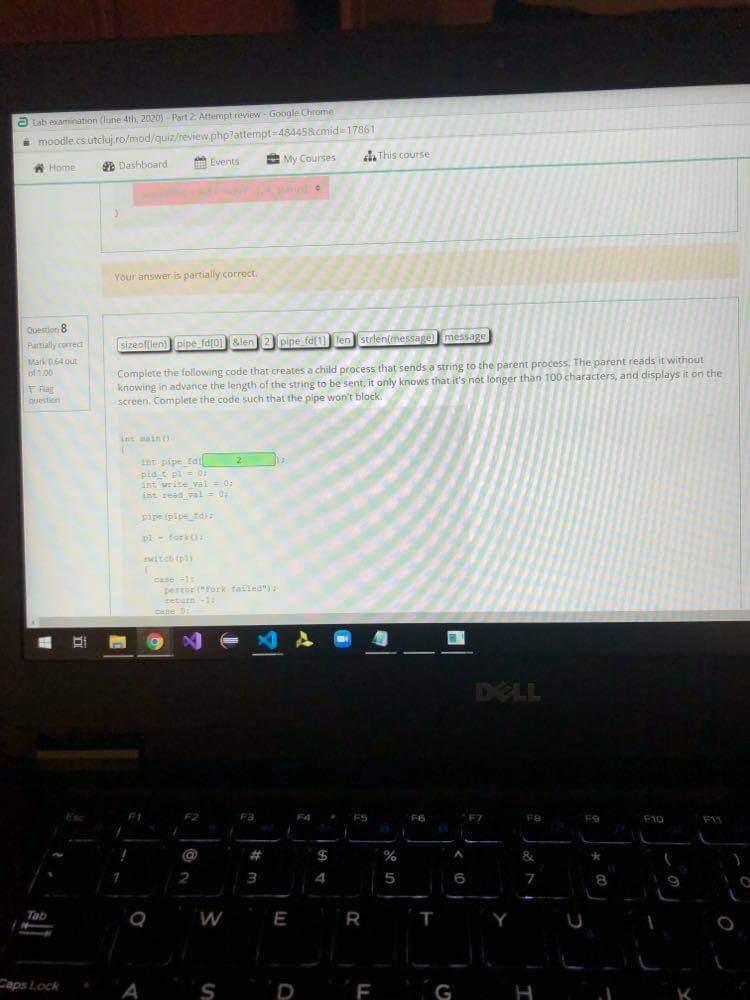 Lab examination (June 4th, 2020) - Part 2: Attempt review - Google Chrome
moodle.cs.utcluj.ro/mod/quiz/review.php?attempt=48445&cmid=17861
Home Dashboard Events My Courses This course
}
Your answer is partially correct.
Question 8
Partially correct
Mark 0.64 out
of 1.00
Flag
question
sizeof(len) pipe_fd[0] &len 2 pipe_fd[1] len strlen(message) message
Complete the following code that creates a child process that sends a string to the parent process. The parent reads it without
knowing in advance the length of the string to be sent, it only knows that it's not longer than 100 characters, and displays it on the
screen. Complete the code such that the pipe won't block.
int main()
{
int pipe_fd[ 2 ];
pid_t p1 = 0;
int write_val = 0;
int read_val = 0;
pipe(pipe_fd);
p1 = fork();
switch(p1)
{
case -1:
perror("Fork failed");
return -1;
case 0:
DELL
Esc F1 F2 F3 F4 F5 F6 F7 F8 F9 F10 F11
~ ! @ # $ % ^ & * ( )
` 1 2 3 4 5 6 7 8 9 0
Tab Q W E R T Y U I O
Caps Lock A S D F G H J K